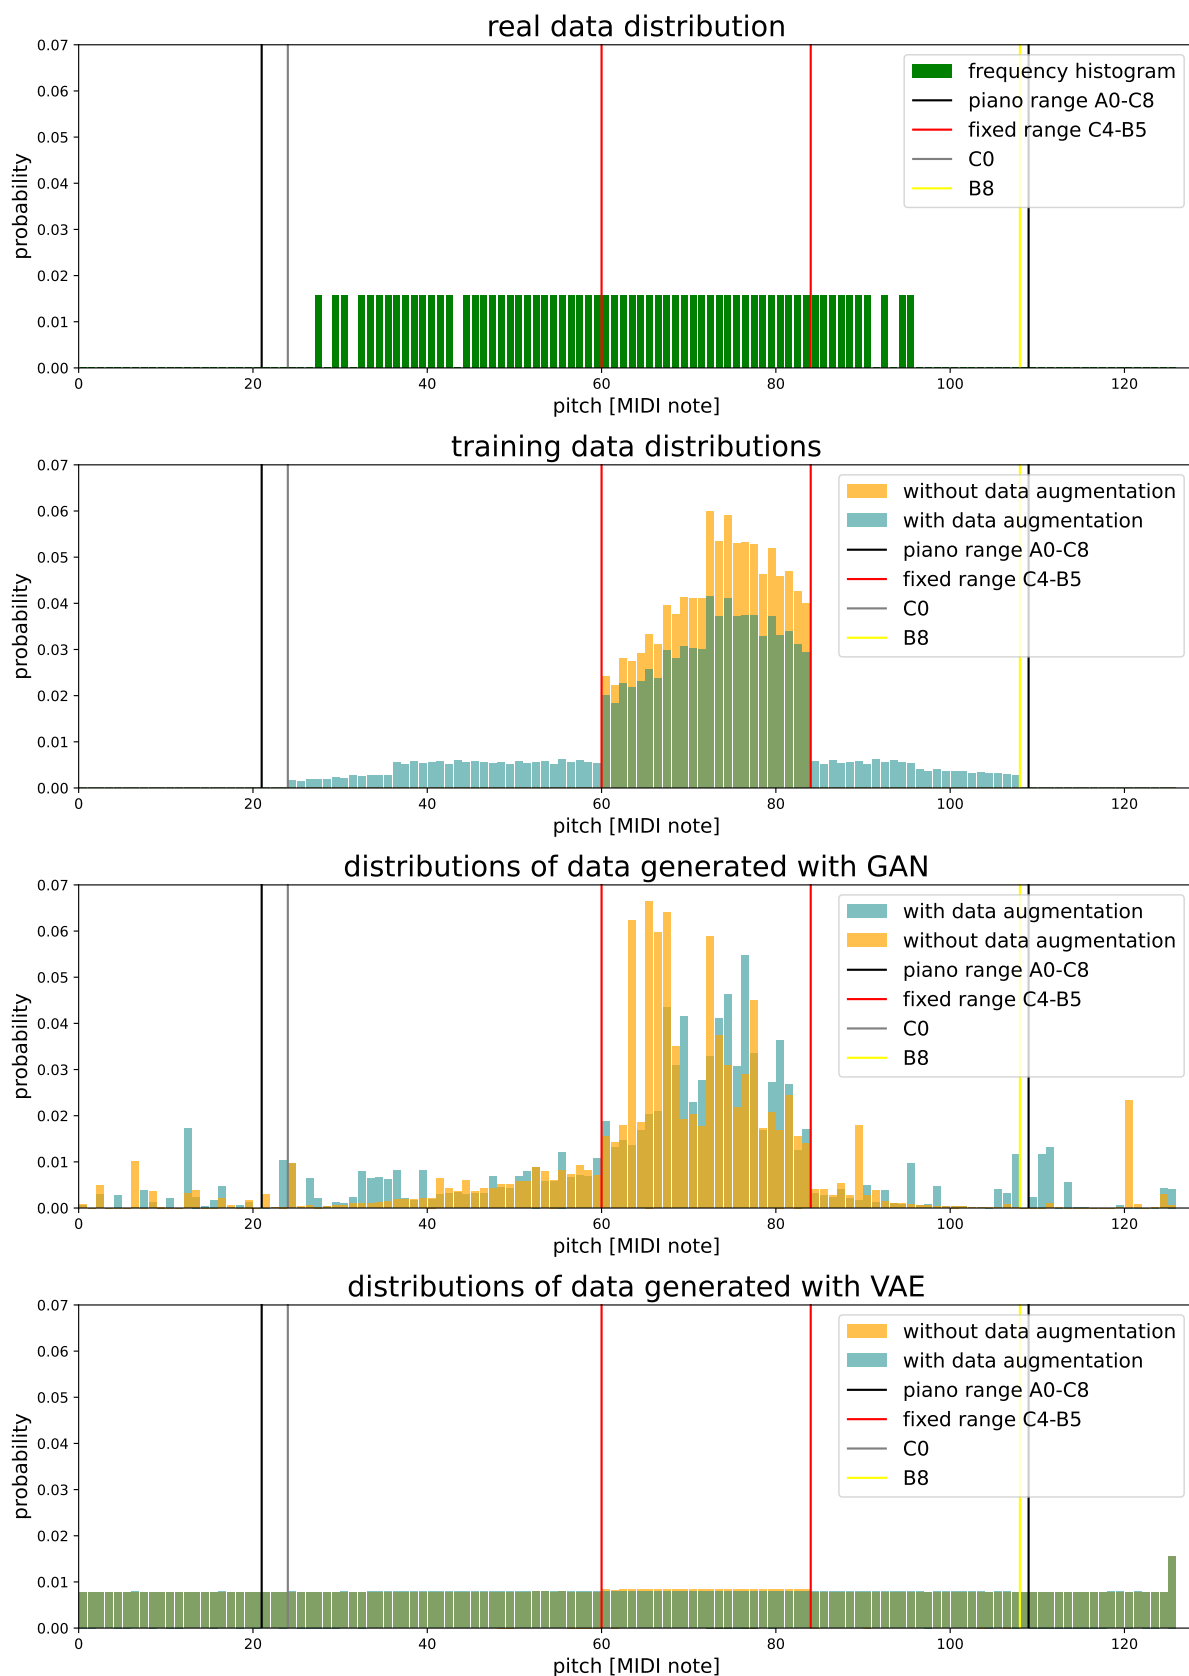 real data distribution
0.07
0.06
0.05
0.04
0.03
0.02
0.01
0.00
probability
frequency histogram
piano range A0-C8
fixed range C4-B5
C0
B8
0 20 40 60 80 100 120
pitch [MIDI note]
training data distributions
0.07
0.06
0.05
0.04
0.03
0.02
0.01
0.00
probability
without data augmentation
with data augmentation
piano range A0-C8
fixed range C4-B5
C0
B8
0 20 40 60 80 100 120
pitch [MIDI note]
distributions of data generated with GAN
0.07
0.06
0.05
0.04
0.03
0.02
0.01
0.00
probability
with data augmentation
without data augmentation
piano range A0-C8
fixed range C4-B5
C0
B8
0 20 40 60 80 100 120
pitch [MIDI note]
distributions of data generated with VAE
0.07
0.06
0.05
0.04
0.03
0.02
0.01
0.00
probability
without data augmentation
with data augmentation
piano range A0-C8
fixed range C4-B5
C0
B8
0 20 40 60 80 100 120
pitch [MIDI note]